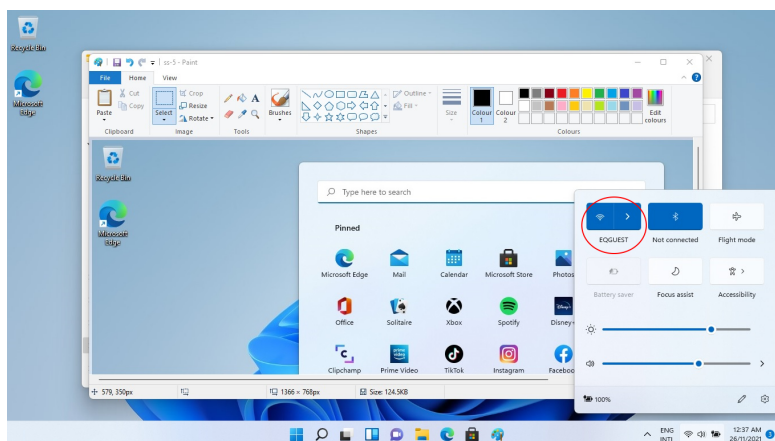 Recycle Bin
Microsoft
Edge
ss-5 - Paint
File Home View
Paste
Cut
Copy
Clipboard
Select
Crop
Resize
Rotate
Image
A
Tools
Brushes
Outline
Fill
Shapes
Size
Colour
1
Colour
2
Edit
colours
Colours
Recycle Bin
Microsoft
Edge
Type here to search
Pinned
Microsoft Edge Mail Calendar Microsoft Store Photos
Office Solitaire Xbox Spotify Disney+
Clipchamp Prime Video TikTok Instagram Facebook
EQGUEST Not connected Flight mode
Battery saver Focus assist Accessibility
100%
579, 350px 1366 × 768px Size: 124.5KB
ENG
INTL
12:37 AM
26/11/2021